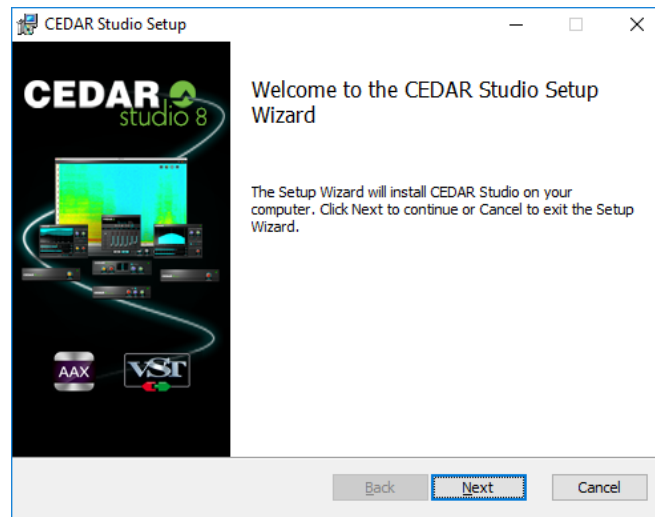 CEDAR Studio Setup
CEDAR
studio 8
Welcome to the CEDAR Studio Setup
Wizard
The Setup Wizard will install CEDAR Studio on your
computer. Click Next to continue or Cancel to exit the Setup
Wizard.
AAX
VST
Back
Next
Cancel